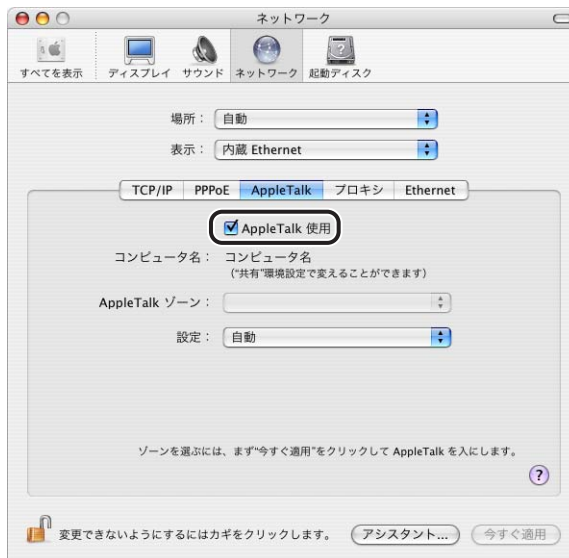 ネットワーク
すべてを表示 ディスプレイ サウンド ネットワーク 起動ディスク
場所： 自動
表示： 内蔵 Ethernet
TCP/IP PPPoE AppleTalk プロキシ Ethernet
AppleTalk 使用
コンピュータ名： コンピュータ名
（“共有”環境設定で変えることができます）
AppleTalk ゾーン：
設定： 自動
ゾーンを選ぶには、まず“今すぐ適用”をクリックして AppleTalk を入にします。
?
変更できないようにするにはカギをクリックします。 アシスタント... 今すぐ適用